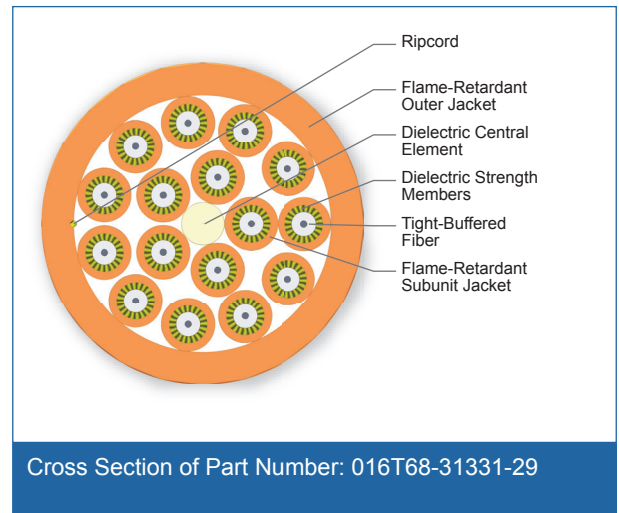 Ripcord
Flame-Retardant
Outer Jacket
Dielectric Central
Element
Dielectric Strength
Members
Tight-Buffered
Fiber
Flame-Retardant
Subunit Jacket
Cross Section of Part Number: 016T68-31331-29